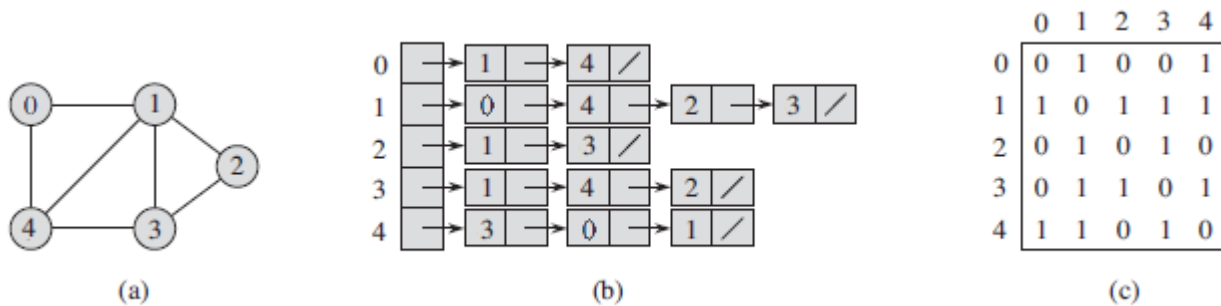 0 1 2 3 4
0 1 4 0 0 1 0 0 1
0 1 1 0 4 2 3 1 1 0 1 1 1
2 2 1 3 2 0 1 0 1 0
3 1 4 2 3 0 1 1 0 1
4 3 4 3 0 1 4 1 1 0 1 0
(a) (b) (c)